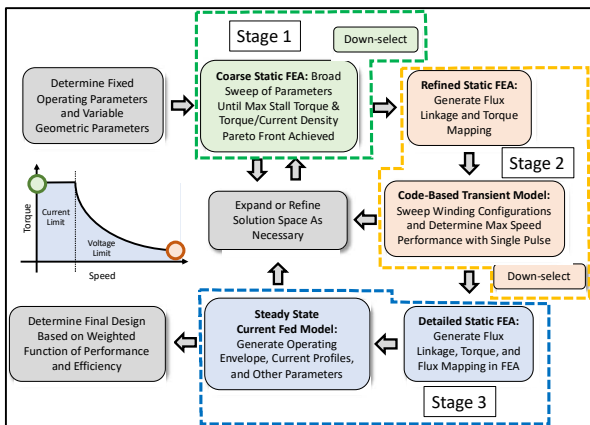 Stage 1
Down-select
Determine Fixed
Operating Parameters
and Variable
Geometric Parameters
Coarse Static FEA: Broad
Sweep of Parameters
Until Max Stall Torque &
Torque/Current Density
Pareto Front Achieved
Refined Static FEA:
Generate Flux
Linkage and Torque
Mapping
Stage 2
Torque
Current
Limit
Voltage
Limit
Speed
Expand or Refine
Solution Space As
Necessary
Code-Based Transient Model:
Sweep Winding Configurations
and Determine Max Speed
Performance with Single Pulse
Down-select
Determine Final Design
Based on Weighted
Function of Performance
and Efficiency
Steady State
Current Fed Model:
Generate Operating
Envelope, Current Profiles,
and Other Parameters
Detailed Static FEA:
Generate Flux
Linkage, Torque, and
Flux Mapping in FEA
Stage 3